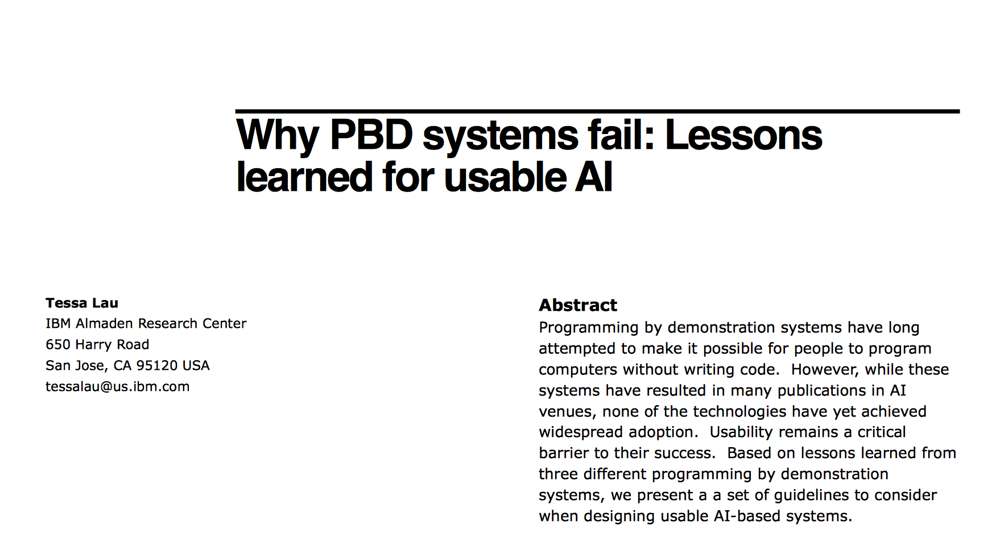 Why PBD systems fail: Lessons
learned for usable AI
Tessa Lau
IBM Almaden Research Center
650 Harry Road
San Jose, CA 95120 USA
tessalau@us.ibm.com
Abstract
Programming by demonstration systems have long
attempted to make it possible for people to program
computers without writing code.  However, while these
systems have resulted in many publications in AI
venues, none of the technologies have yet achieved
widespread adoption.  Usability remains a critical
barrier to their success.  Based on lessons learned from
three different programming by demonstration
systems, we present a a set of guidelines to consider
when designing usable AI-based systems.